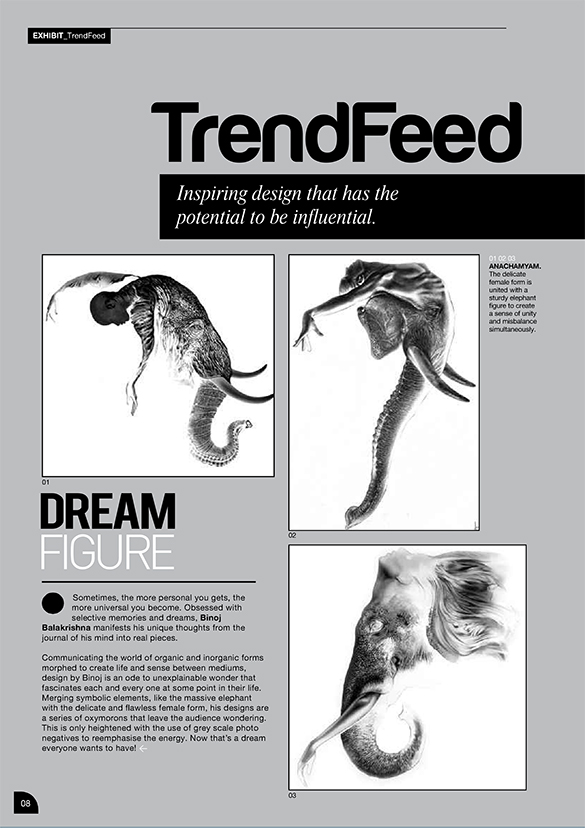 EXHIBIT_TrendFeed
TrendFeed
Inspiring design that has the
potential to be influential.
01 02 03
ANACHAMYAM.
The delicate
female form is
united with a
sturdy elephant
figure to create
a sense of unity
and misbalance
simultaneously.
01
02
DREAM
FIGURE
Sometimes, the more personal you gets, the
more universal you become. Obsessed with
selective memories and dreams, Binoj
Balakrishna manifests his unique thoughts from the
journal of his mind into real pieces.
Communicating the world of organic and inorganic forms
morphed to create life and sense between mediums,
design by Binoj is an ode to unexplainable wonder that
fascinates each and every one at some point in their life.
Merging symbolic elements, like the massive elephant
with the delicate and flawless female form, his designs are
a series of oxymorons that leave the audience wondering.
This is only heightened with the use of grey scale photo
negatives to reemphasise the energy. Now that's a dream
everyone wants to have!
03
08